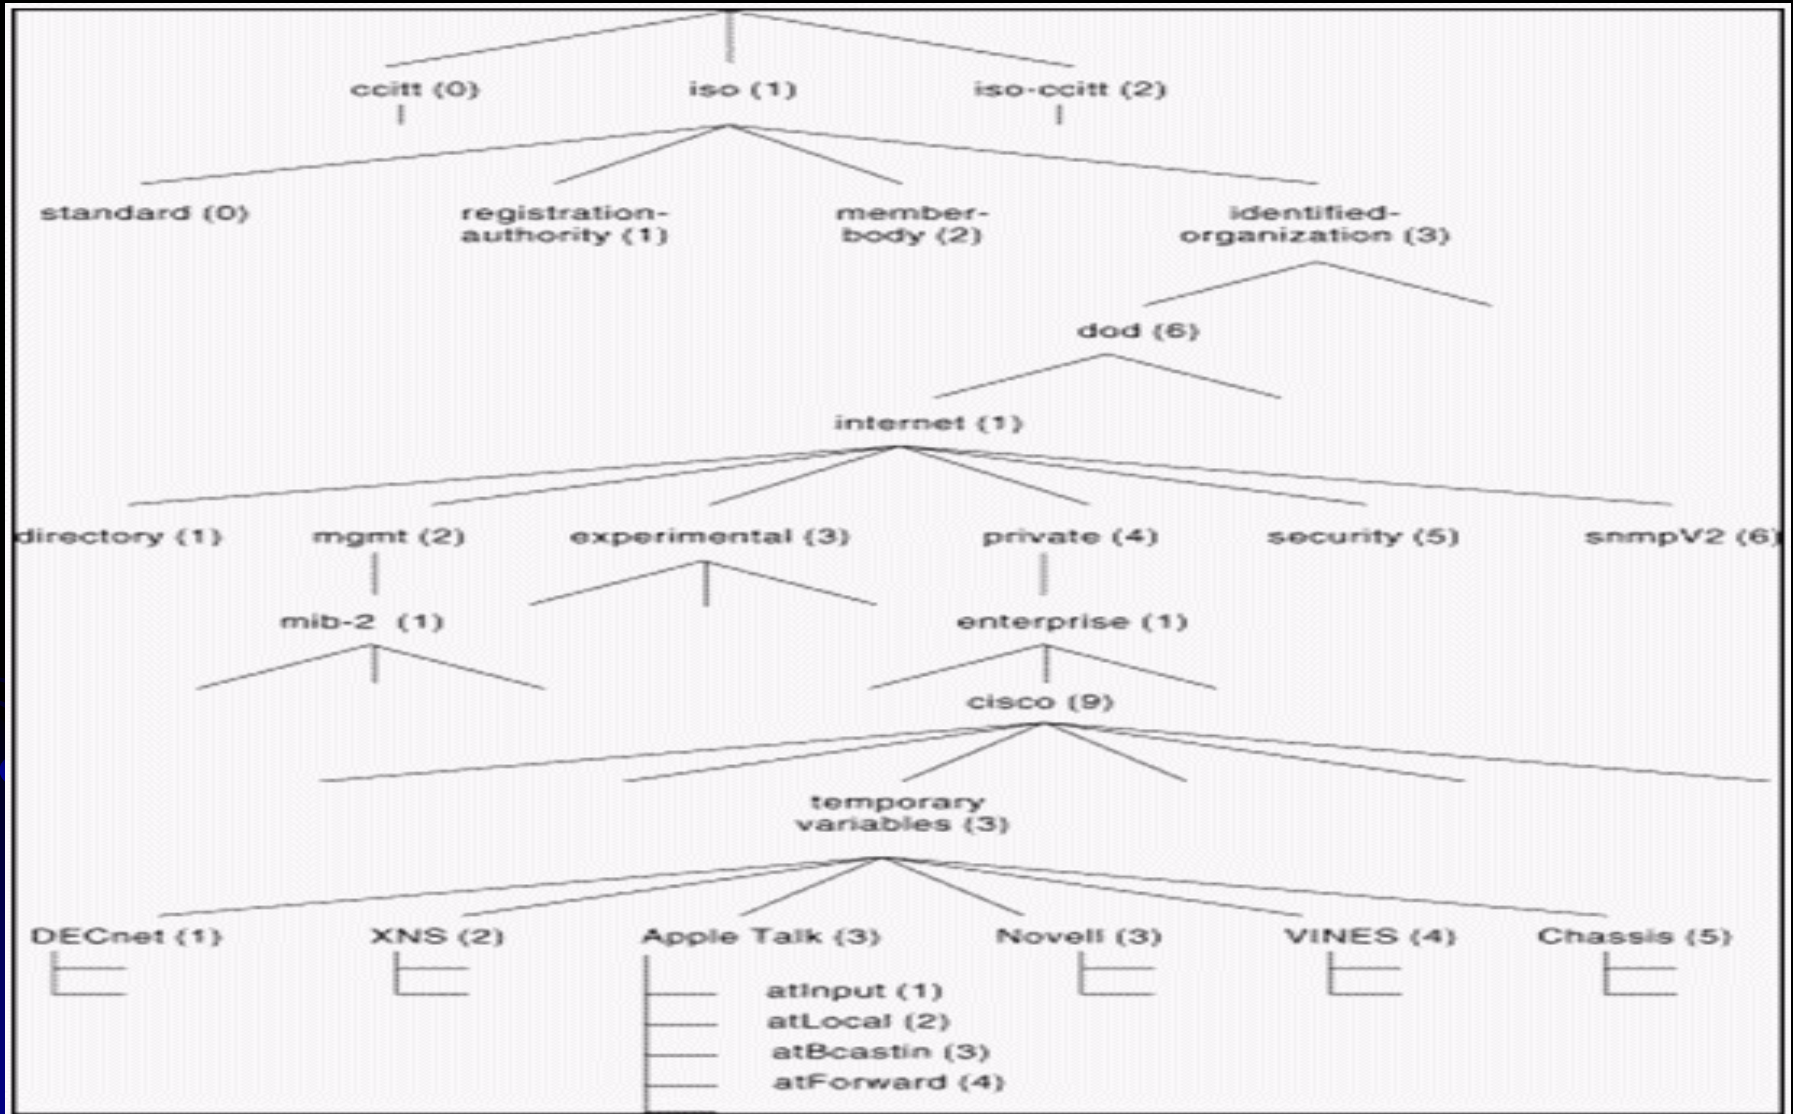 ccitt (0) iso (1) iso-ccitt (2)
standard (0) registration- member- identified-
authority (1) body (2) organization (3)
dod (6)
internet (1)
directory (1) mgmt (2) experimental (3) private (4) security (5) snmpV2 (6)
mib-2 (1) enterprise (1)
cisco (9)
temporary
variables (3)
DECnet (1) XNS (2) Apple Talk (3) Novell (3) VINES (4) Chassis (5)
atInput (1)
atLocal (2)
atBcastin (3)
atForward (4)